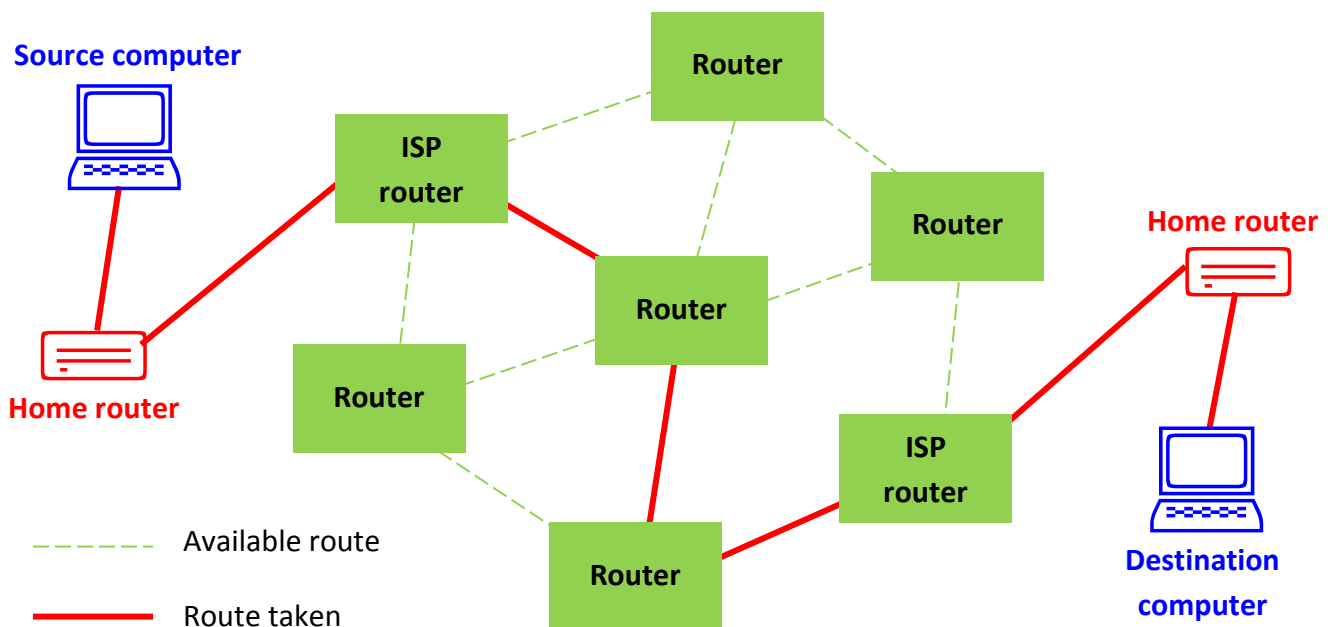 Source computer
Router
ISP
router
Router
Home router
Router
Home router
Router
ISP
router
Router
Destination
computer
Available route
Route taken